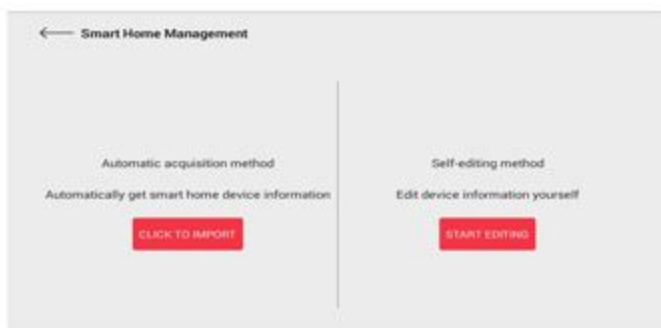 Smart Home Management
Automatic acquisition method
Automatically get smart home device information
CLICK TO IMPORT
Self-editing method
Edit device information yourself
START EDITING